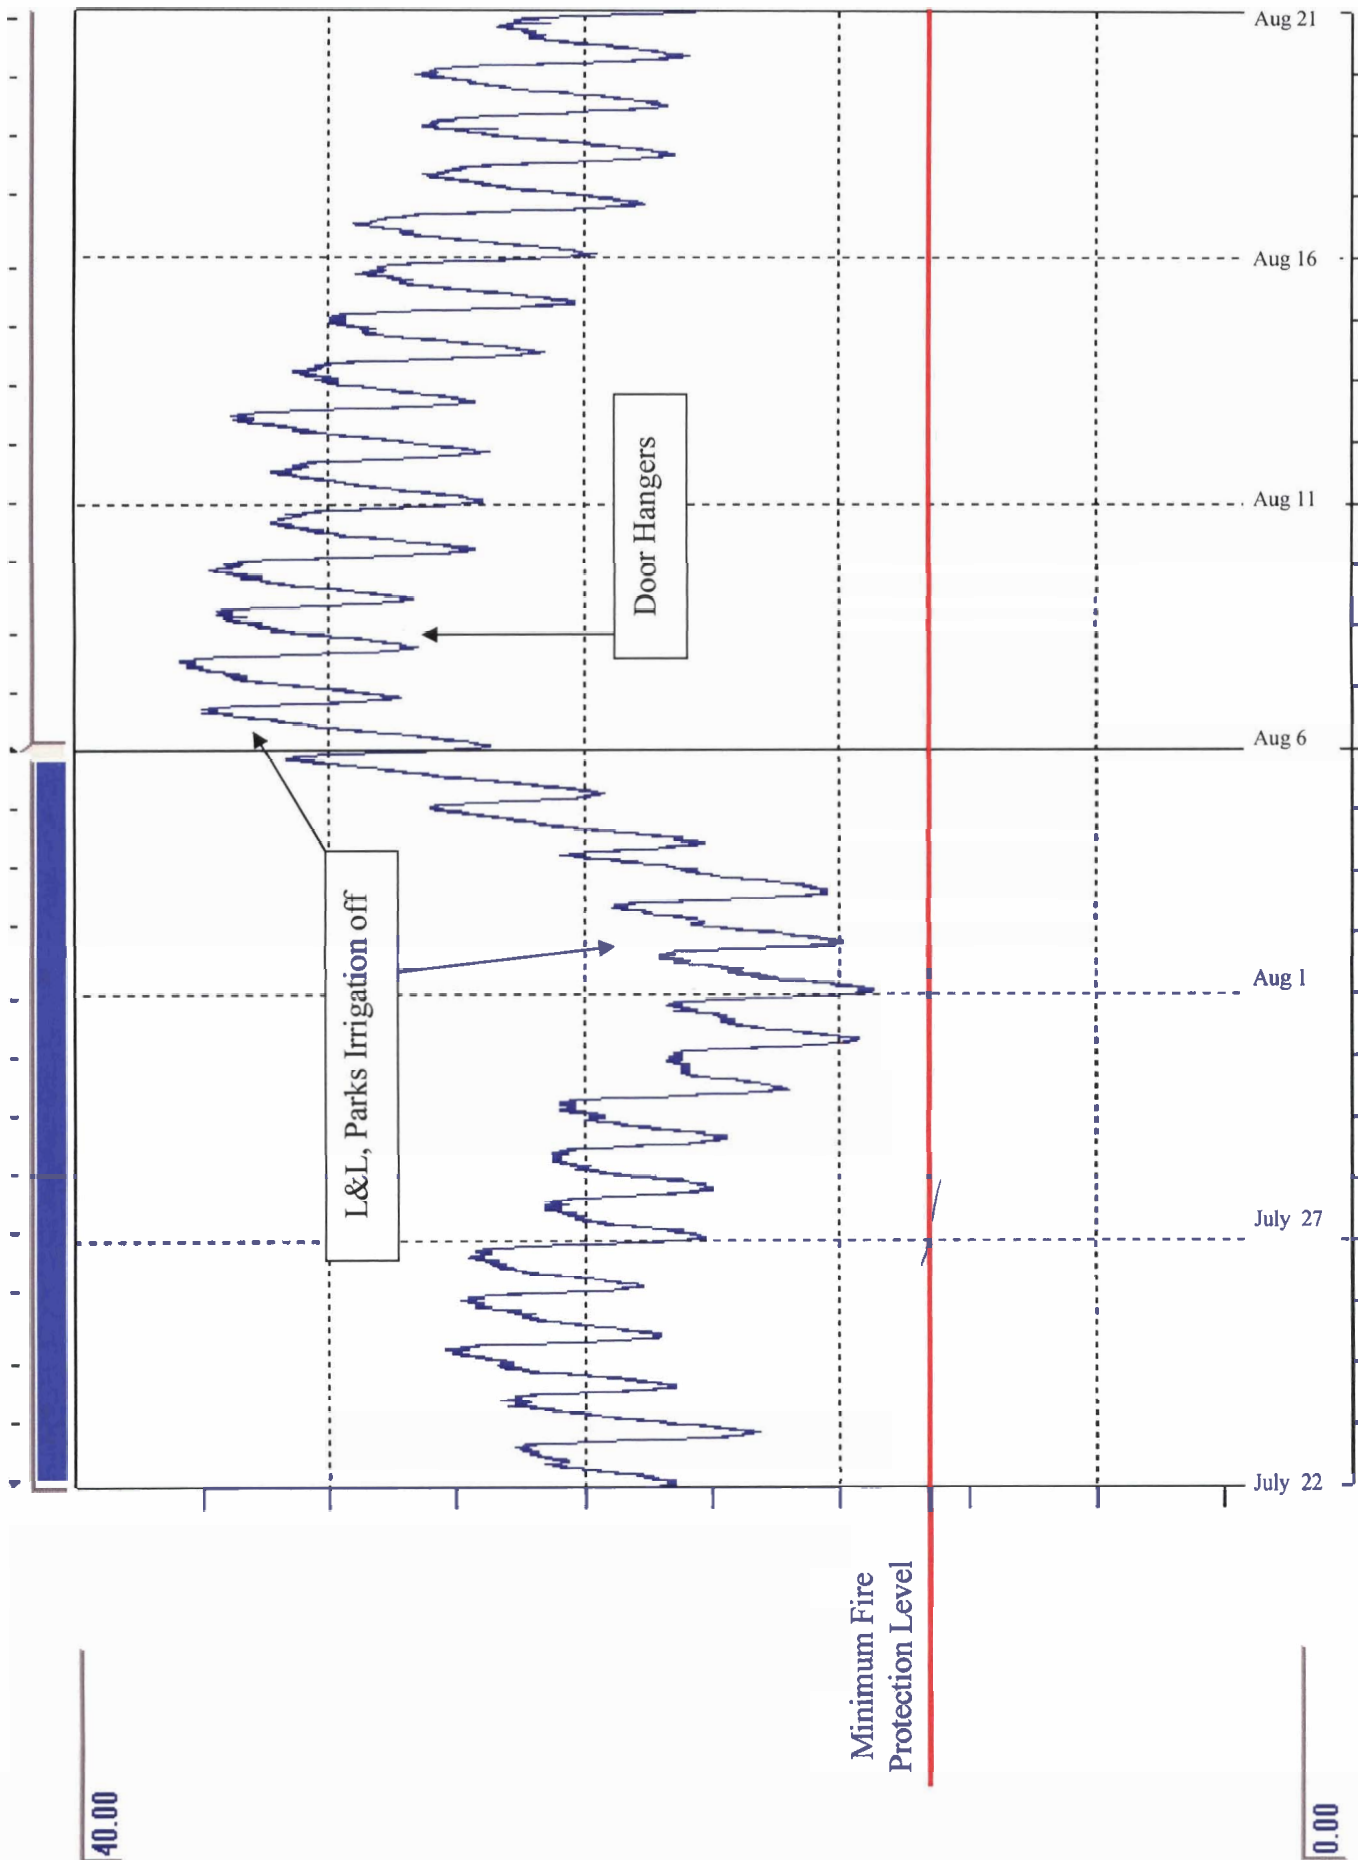 40.00
Minimum Fire
Protection Level
0.00
L&L, Parks Irrigation off
Door Hangers
July 22
July 27
Aug 1
Aug 6
Aug 11
Aug 16
Aug 21